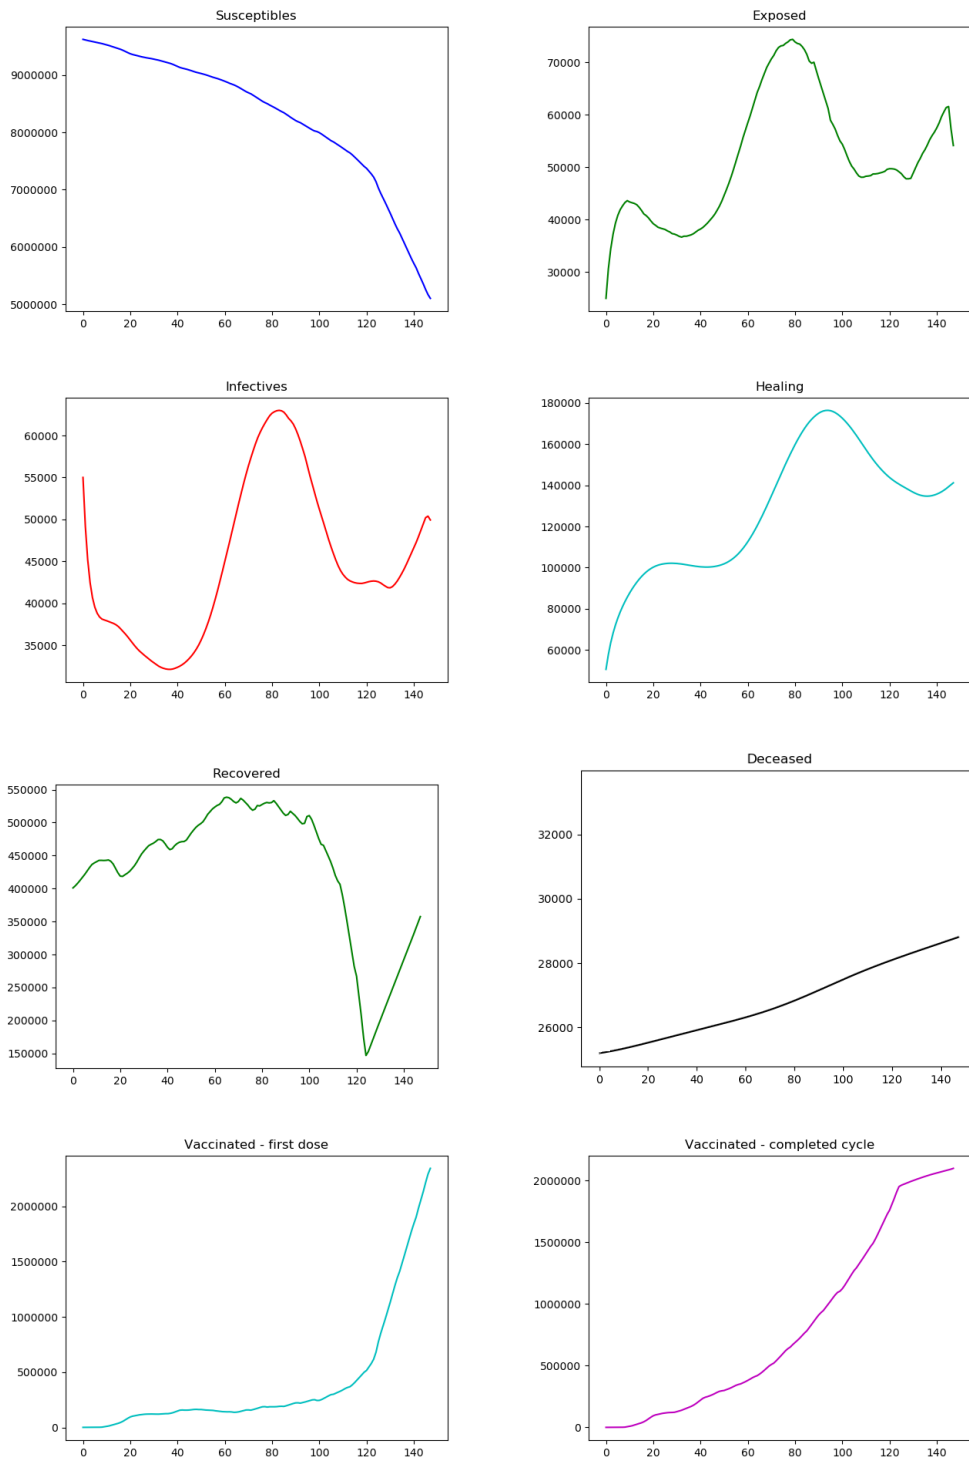 Susceptibles
9000000
8000000
7000000
6000000
5000000
0 20 40 60 80 100 120 140
Exposed
70000
60000
50000
40000
30000
0 20 40 60 80 100 120 140
Infectives
60000
55000
50000
45000
40000
35000
0 20 40 60 80 100 120 140
Healing
180000
160000
140000
120000
100000
80000
60000
0 20 40 60 80 100 120 140
Recovered
550000
500000
450000
400000
350000
300000
250000
200000
150000
0 20 40 60 80 100 120 140
Deceased
32000
30000
28000
26000
0 20 40 60 80 100 120 140
Vaccinated - first dose
2000000
1500000
1000000
500000
0
0 20 40 60 80 100 120 140
Vaccinated - completed cycle
2000000
1500000
1000000
500000
0
0 20 40 60 80 100 120 140